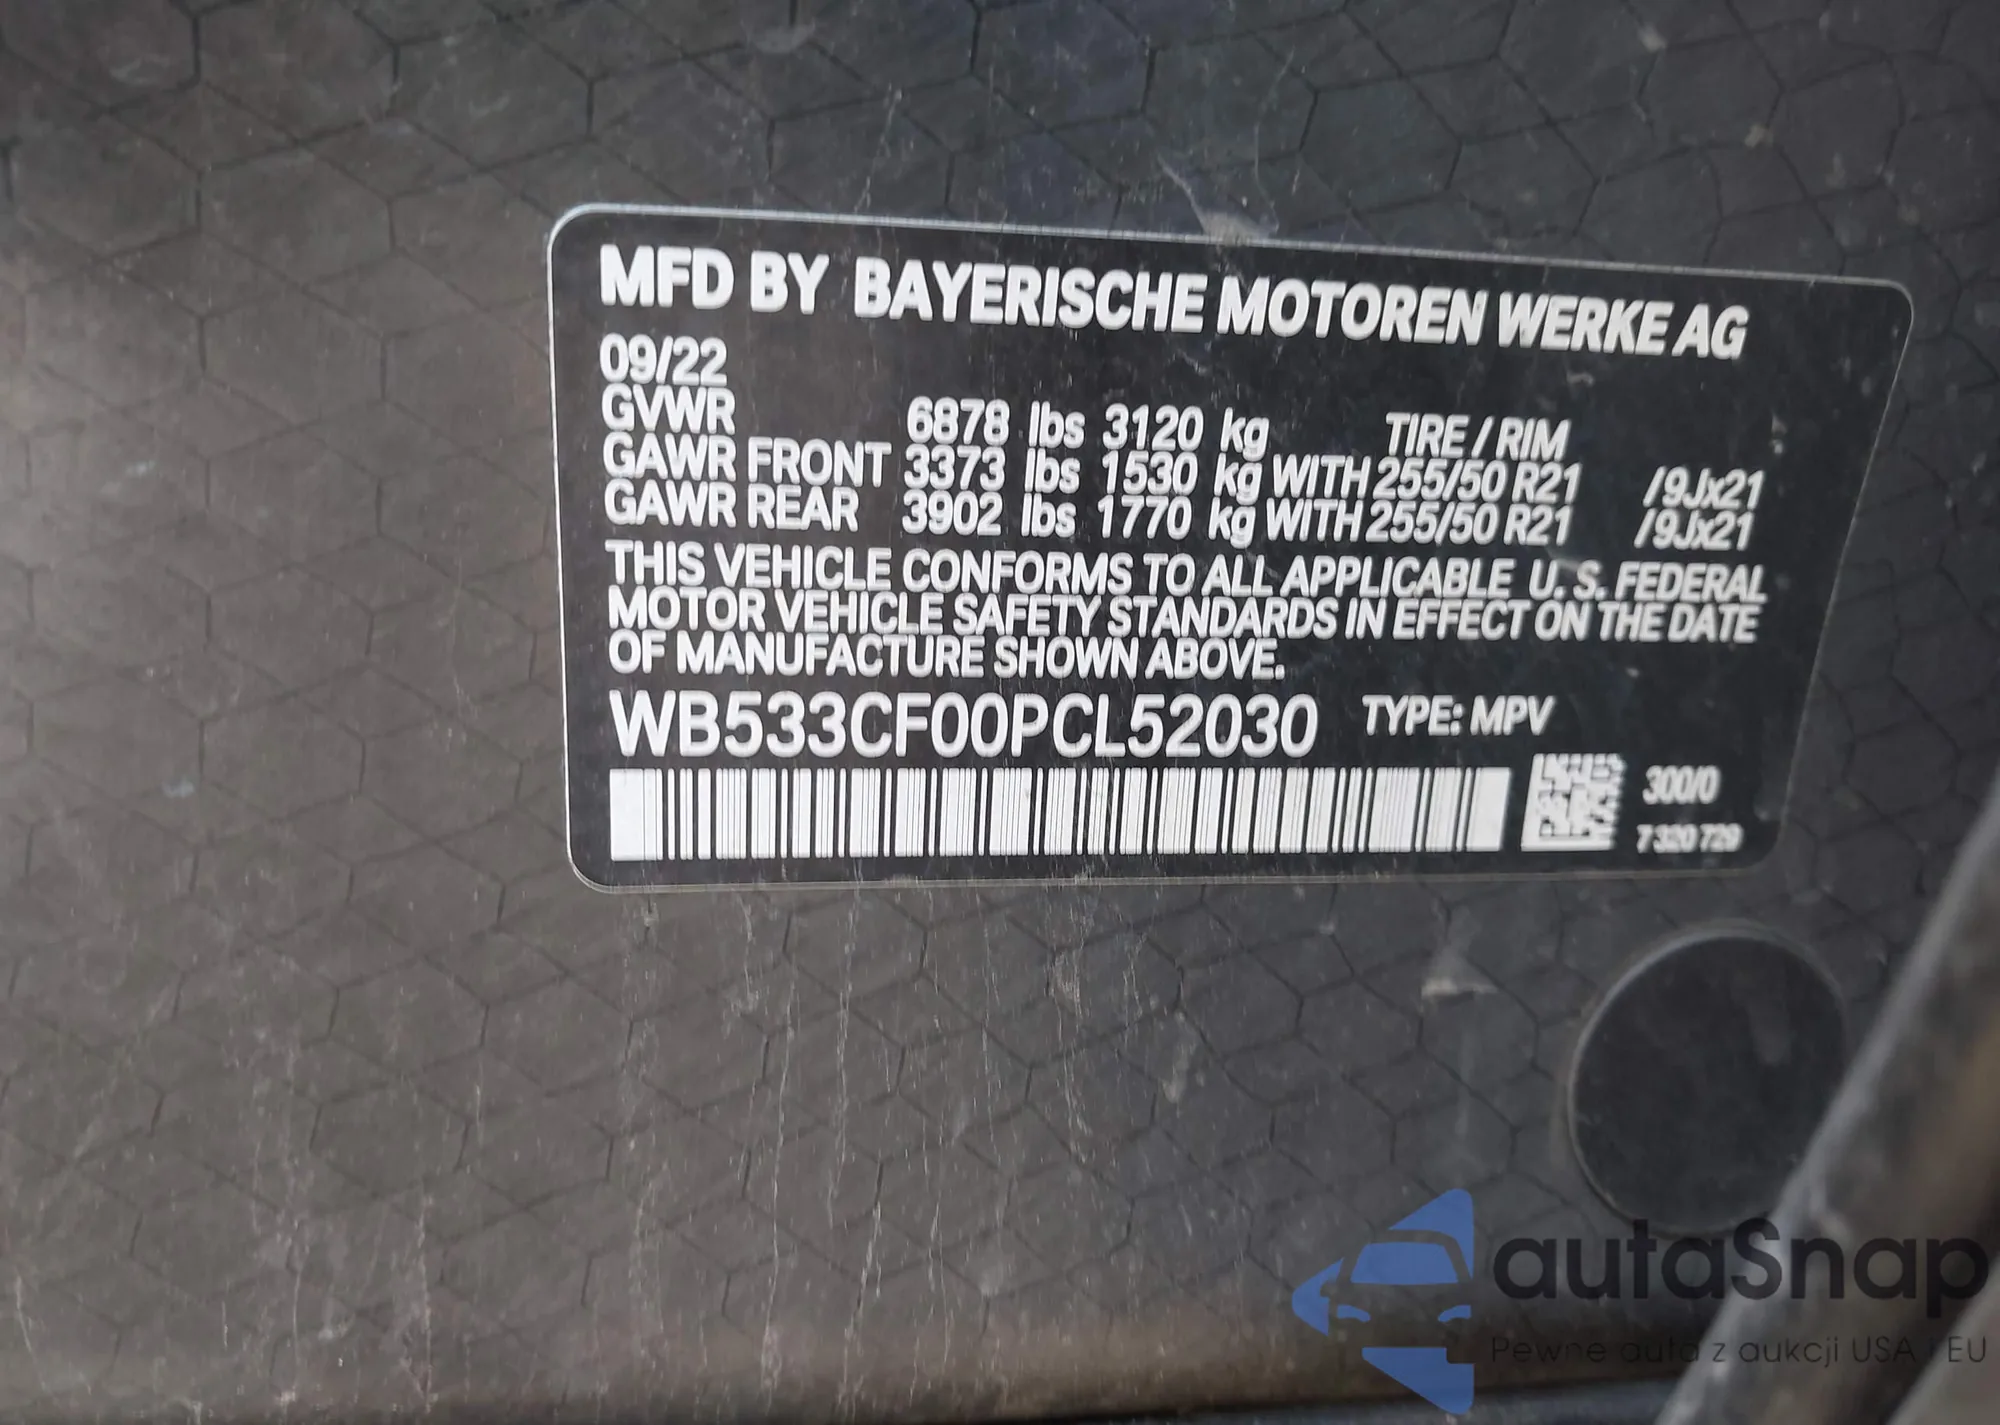 MFD BY BAYERISCHE MOTOREN WERKE AG
09/22
GVWR 6878 lbs 3120 kg TIRE / RIM
GAWR FRONT 3373 lbs 1530 kg WITH 255/50 R21 /9Jx21
GAWR REAR 3902 lbs 1770 kg WITH 255/50 R21 /9Jx21
THIS VEHICLE CONFORMS TO ALL APPLICABLE U. S. FEDERAL
MOTOR VEHICLE SAFETY STANDARDS IN EFFECT ON THE DATE
OF MANUFACTURE SHOWN ABOVE.
WB533CF00PCL52030 TYPE: MPV
300/0
7 320 729
autaSnap
Pewne auta z aukcji USA i EU